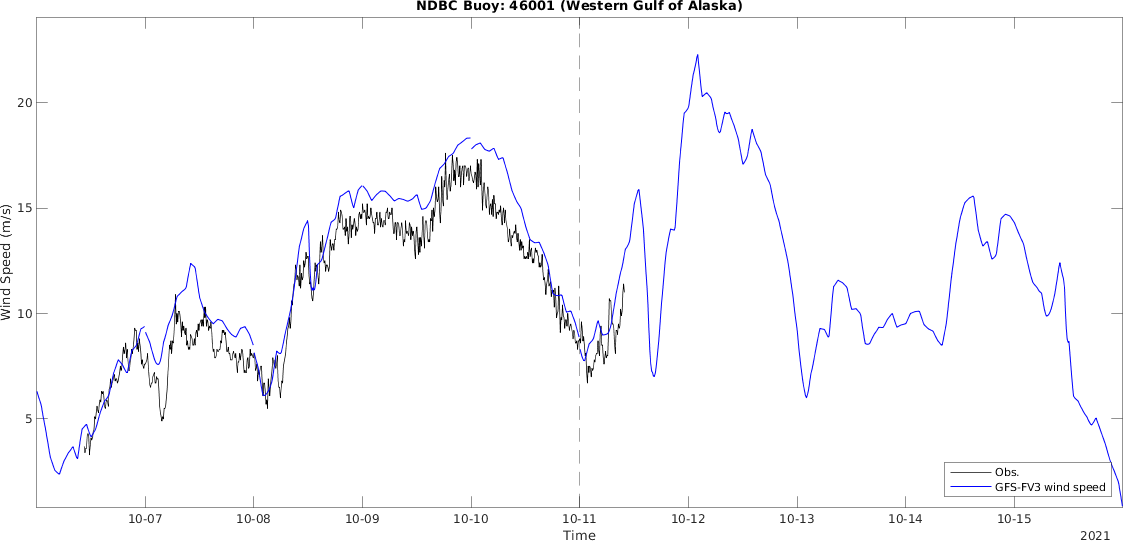 NDBC Buoy: 46001 (Western Gulf of Alaska)
Wind Speed (m/s)
20
15
10
5
10-07 10-08 10-09 10-10 10-11 10-12 10-13 10-14 10-15
Time
2021
Obs.
GFS-FV3 wind speed